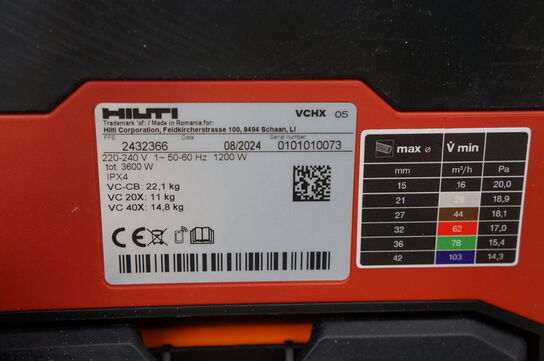 HILTI VCHX 05
Trademark of: / Made in Romania for:
Hilti Corporation, Feldkircherstrasse 100, 9494 Schaan, LI
Date Serial number
2432366 08/2024 0101010073
220-240 V 1~ 50-60 Hz 1200 W
tot. 3600 W
IPX4
VC-CB: 22,1 kg
VC 20X: 11 kg
VC 40X: 14,8 kg
CE
max ø V̇ min
mm m³/h Pa
15 16 20,0
21 29 18,9
27 44 18,1
32 62 17,0
36 78 15,4
42 103 14,3